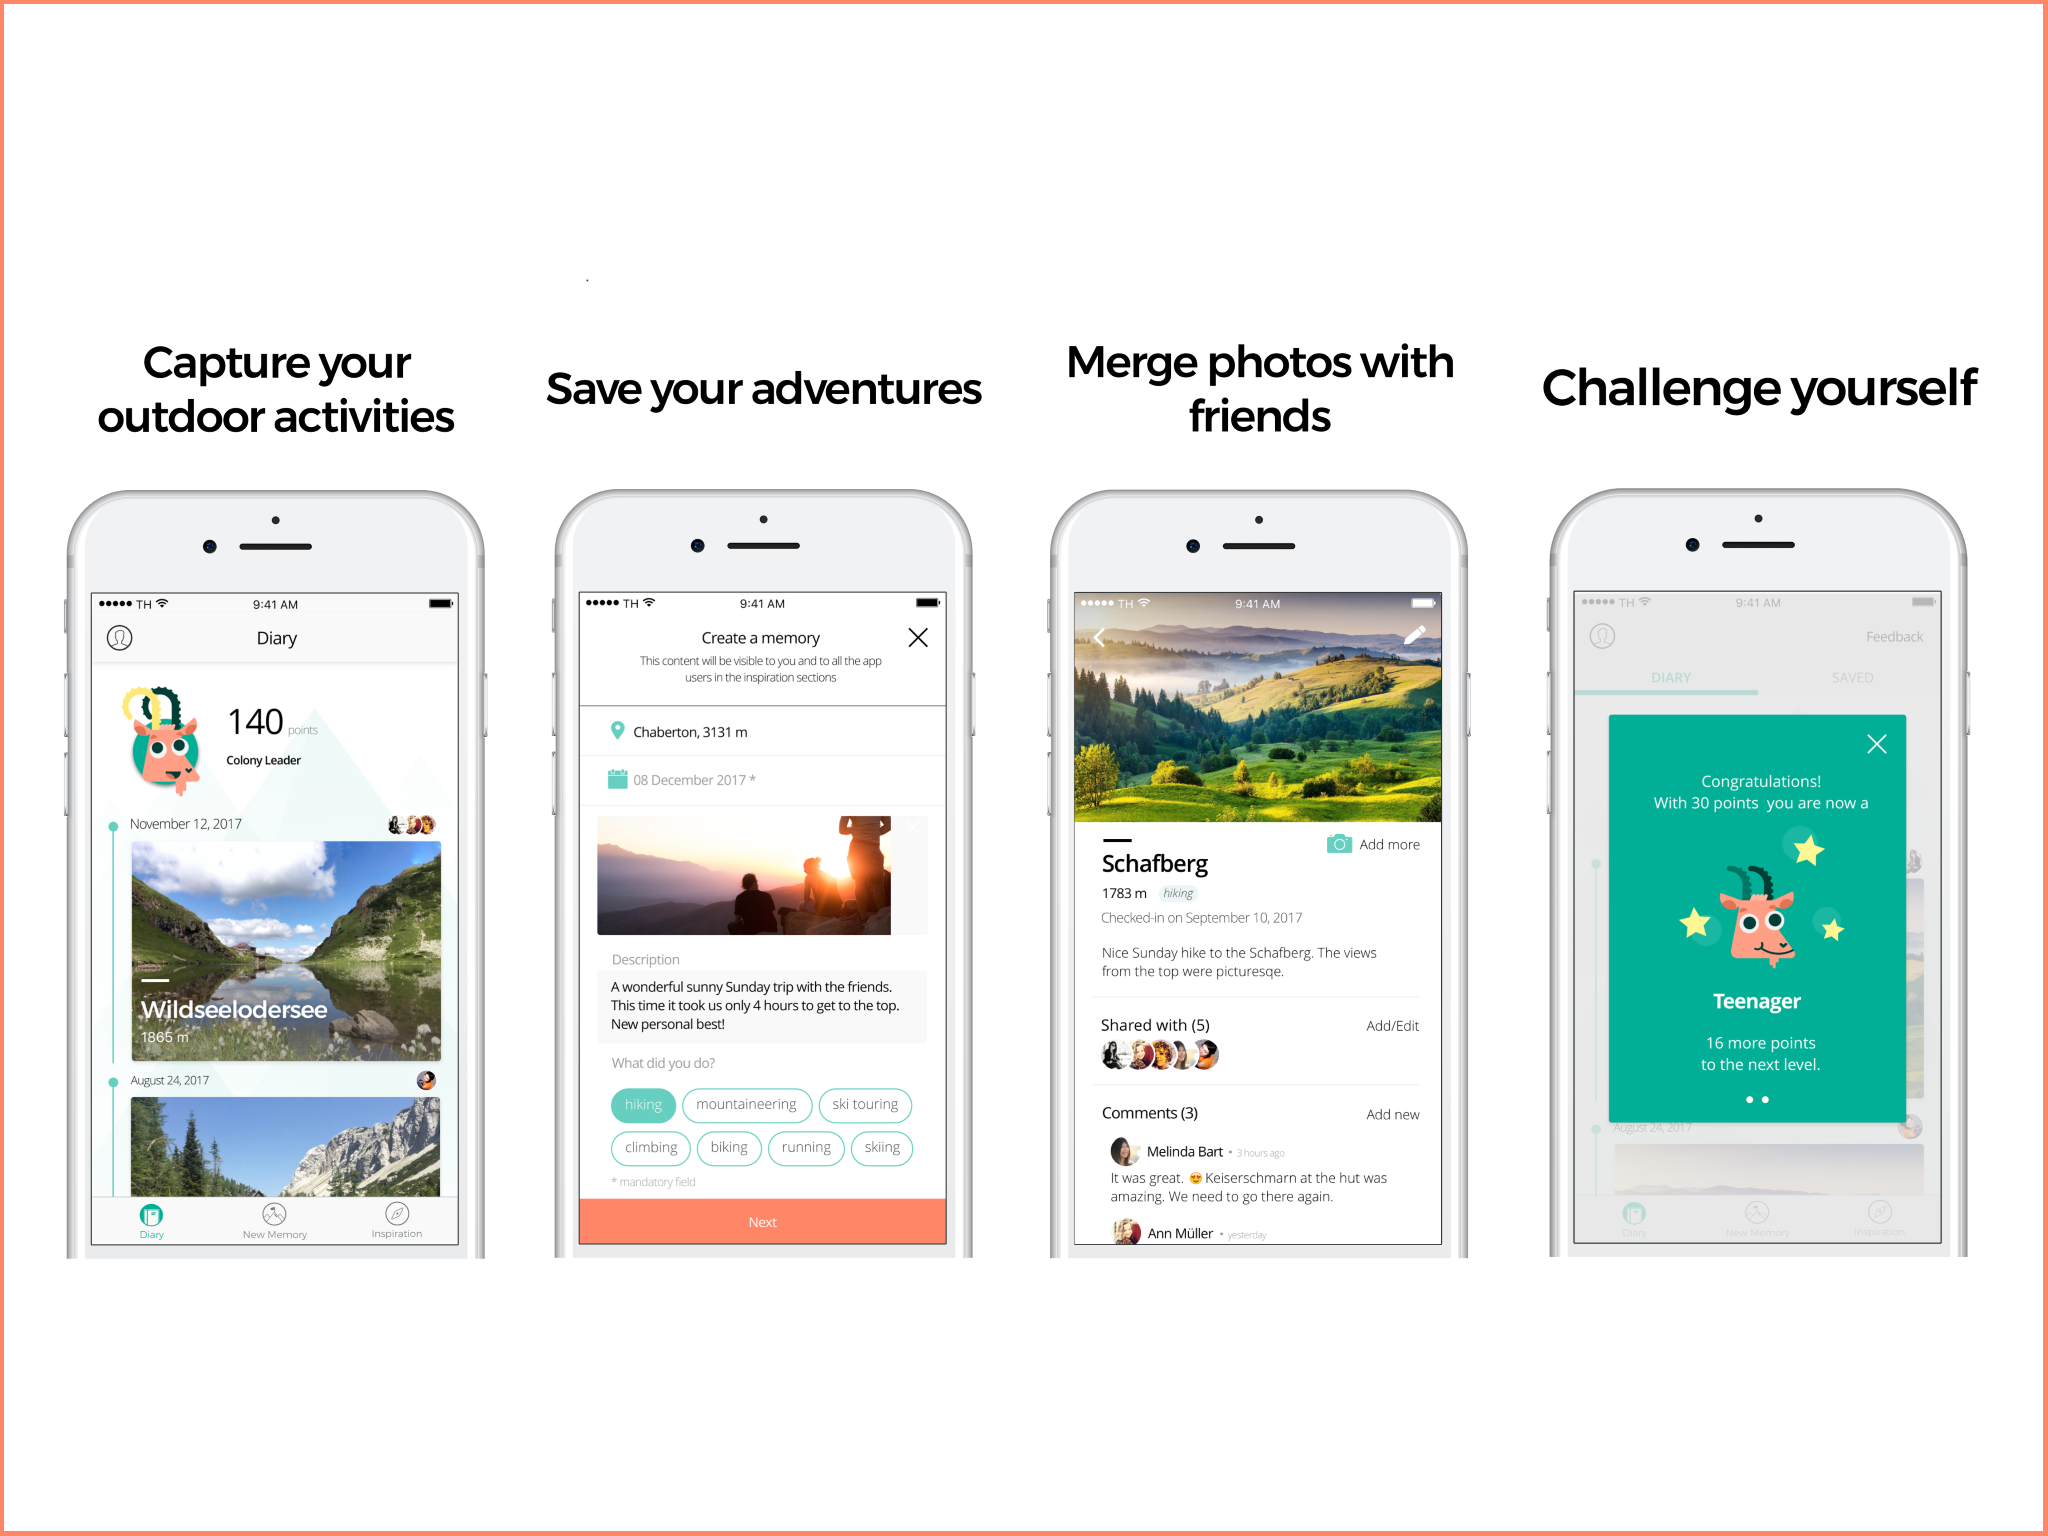 Capture your
outdoor activities
TH
9:41 AM
Diary
140 points
Colony Leader
November 12, 2017
Wildseelodersee
1865 m
August 24, 2017
Diary
New Memory
Inspiration
Save your adventures
TH
9:41 AM
Create a memory
This content will be visible to you and to all the app
users in the inspiration sections
Chaberton, 3131 m
08 December 2017 *
Description
A wonderful sunny Sunday trip with the friends.
This time it took us only 4 hours to get to the top.
New personal best!
What did you do?
hiking mountaineering ski touring
climbing biking running skiing
* mandatory field
Next
Merge photos with
friends
TH
9:41 AM
Add more
Schafberg
1783 m hiking
Checked-in on September 10, 2017
Nice Sunday hike to the Schafberg. The views
from the top were picturesqe.
Shared with (5) Add/Edit
Comments (3) Add new
Melinda Bart • 3 hours ago
It was great. 😍 Keiserschmarn at the hut was
amazing. We need to go there again.
Ann Müller • yesterday
Challenge yourself
TH
9:41 AM
Feedback
DIARY SAVED
Congratulations!
With 30 points you are now a
Teenager
16 more points
to the next level.
August 24, 2017
Diary
New Memory
Inspiration